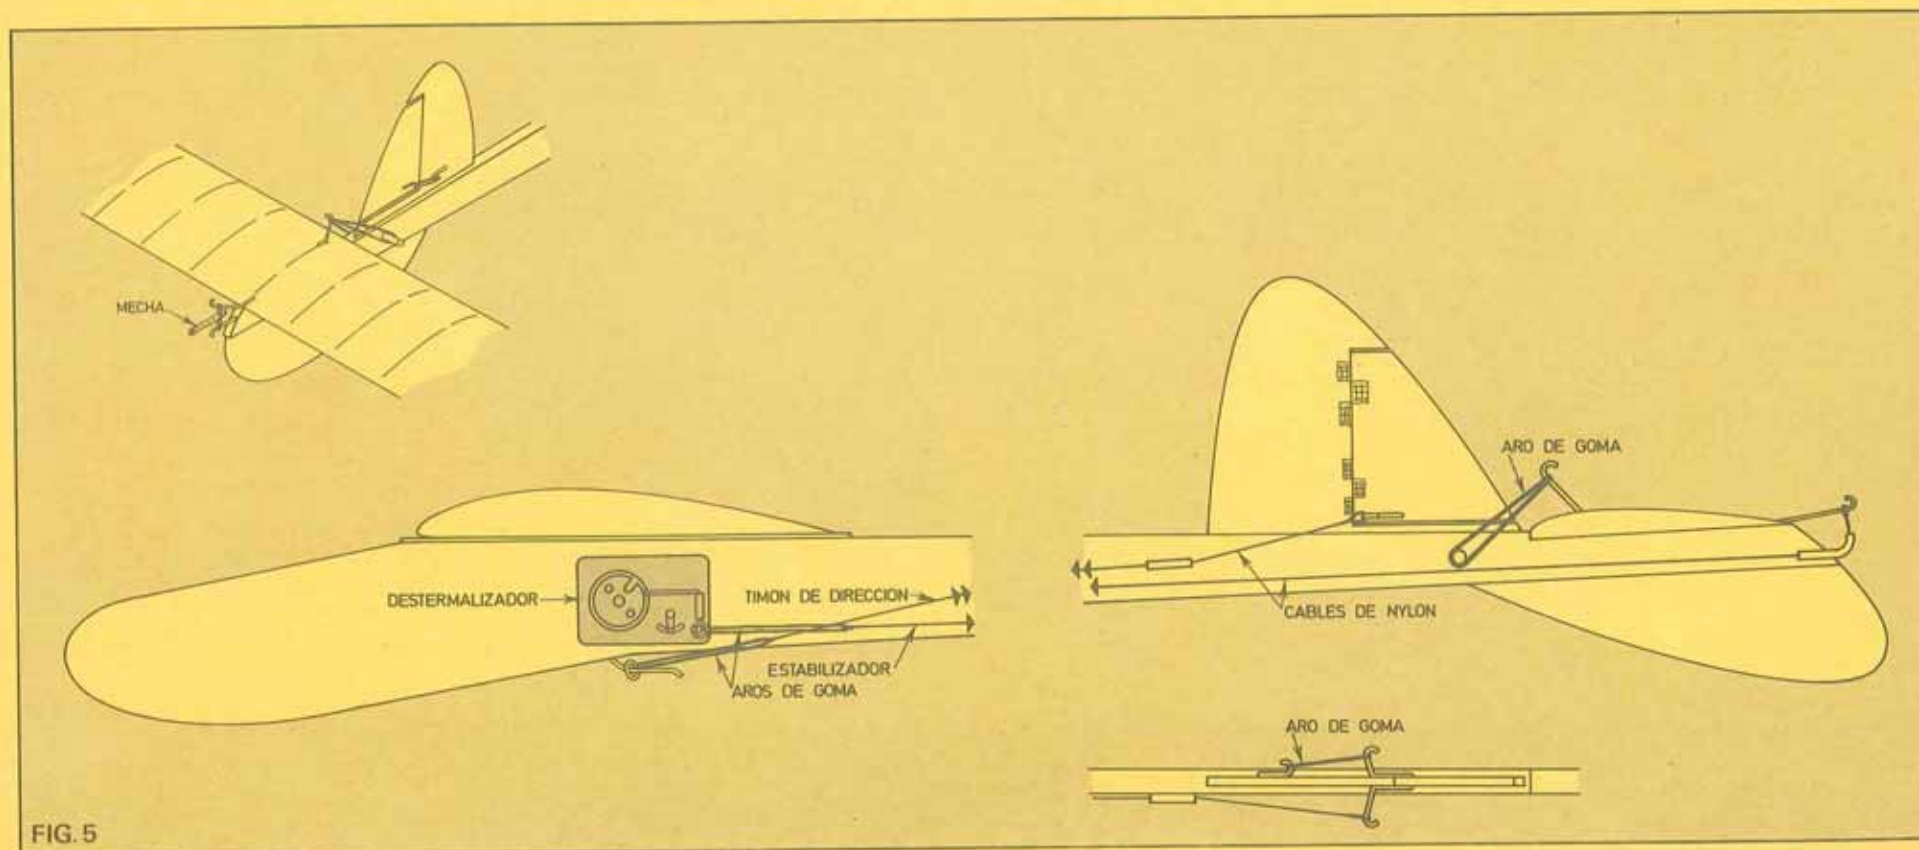 MECHA
ARO DE GOMA
DESTERMALIZADOR
TIMON DE DIRECCION
CABLES DE NYLON
ESTABILIZADOR
AROS DE GOMA
ARO DE GOMA
FIG. 5